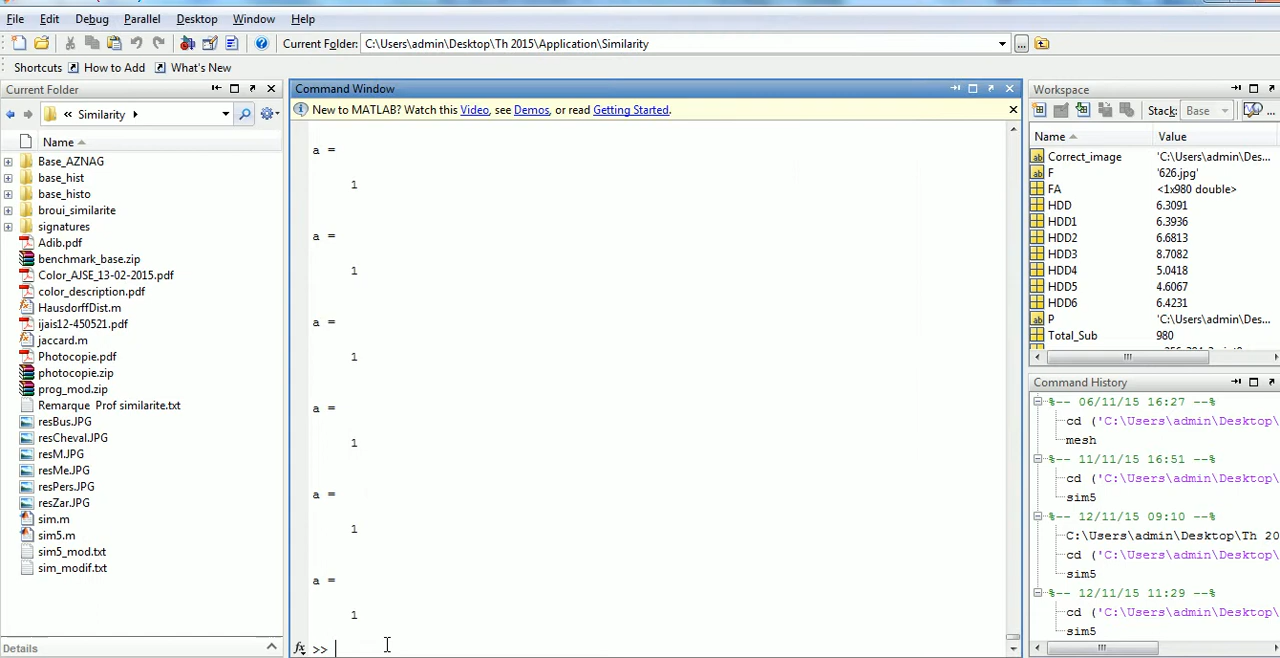 File Edit Debug Parallel Desktop Window Help
Current Folder: C:\Users\admin\Desktop\Th 2015\Application\Similarity
Shortcuts How to Add What's New
Current Folder
« Similarity
Name
Base_AZNAG
base_hist
base_histo
broui_similarite
signatures
Adib.pdf
benchmark_base.zip
Color_AJSE_13-02-2015.pdf
color_description.pdf
HausdorffDist.m
ijais12-450521.pdf
jaccard.m
Photocopie.pdf
photocopie.zip
prog_mod.zip
Remarque Prof similarite.txt
resBus.JPG
resCheval.JPG
resM.JPG
resMe.JPG
resPers.JPG
resZar.JPG
sim.m
sim5.m
sim5_mod.txt
sim_modif.txt
Details
Command Window
New to MATLAB? Watch this Video, see Demos, or read Getting Started.
a =
1
a =
1
a =
1
a =
1
a =
1
a =
1
fx >>
Workspace
Stack: Base
Name Value
Correct_image 'C:\Users\admin\Des...
F '626.jpg'
FA <1x980 double>
HDD 6.3091
HDD1 6.3936
HDD2 6.6813
HDD3 8.7082
HDD4 5.0418
HDD5 4.6067
HDD6 6.4231
P 'C:\Users\admin\Des...
Total_Sub 980
Command History
%-- 06/11/15 16:27 --%
cd ('C:\Users\admin\Desktop\
mesh
%-- 11/11/15 16:51 --%
cd ('C:\Users\admin\Desktop\
sim5
%-- 12/11/15 09:10 --%
C:\Users\admin\Desktop\Th 20
cd ('C:\Users\admin\Desktop\
sim5
%-- 12/11/15 11:29 --%
cd ('C:\Users\admin\Desktop\
sim5